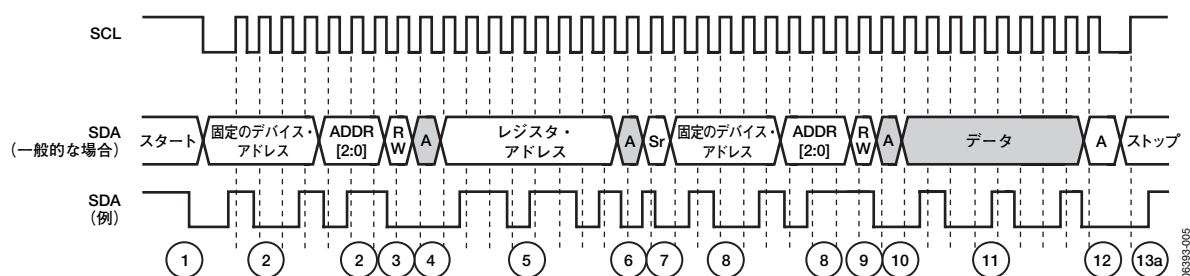 SCL
SDA
(一般的な場合)
スタート
固定のデバイス・
アドレス
ADDR
[2:0]
R
W
A
レジスタ・
アドレス
A
Sr
固定のデバイス・
アドレス
ADDR
[2:0]
R
W
A
データ
A
ストップ
SDA
(例)
1
2
2
3
4
5
6
7
8
8
9
10
11
12
13a
06393-005